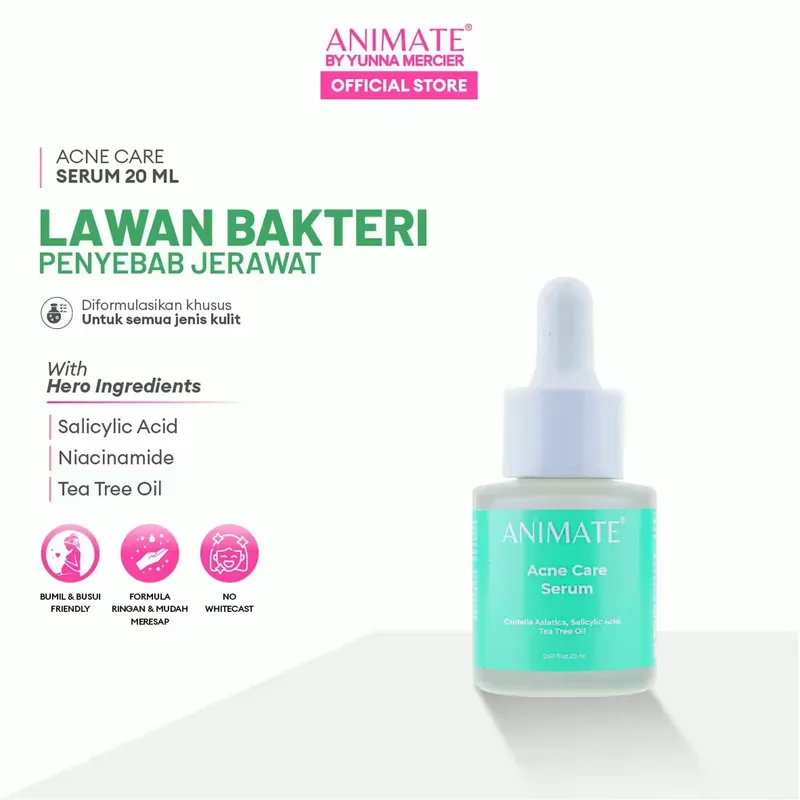 ANIMATE®
BY YUNNA MERCIER
OFFICIAL STORE
ACNE CARE
SERUM 20 ML
LAWAN BAKTERI
PENYEBAB JERAWAT
Diformulasikan khusus
Untuk semua jenis kulit
With
Hero Ingredients
Salicylic Acid
Niacinamide
Tea Tree Oil
BUMIL & BUSUI
FRIENDLY
FORMULA
RINGAN & MUDAH
MERESAP
NO
WHITECAST
ANIMATE®
Acne Care
Serum
Centella Asiatica, Salicylic Acid,
Tea Tree Oil
20 ml